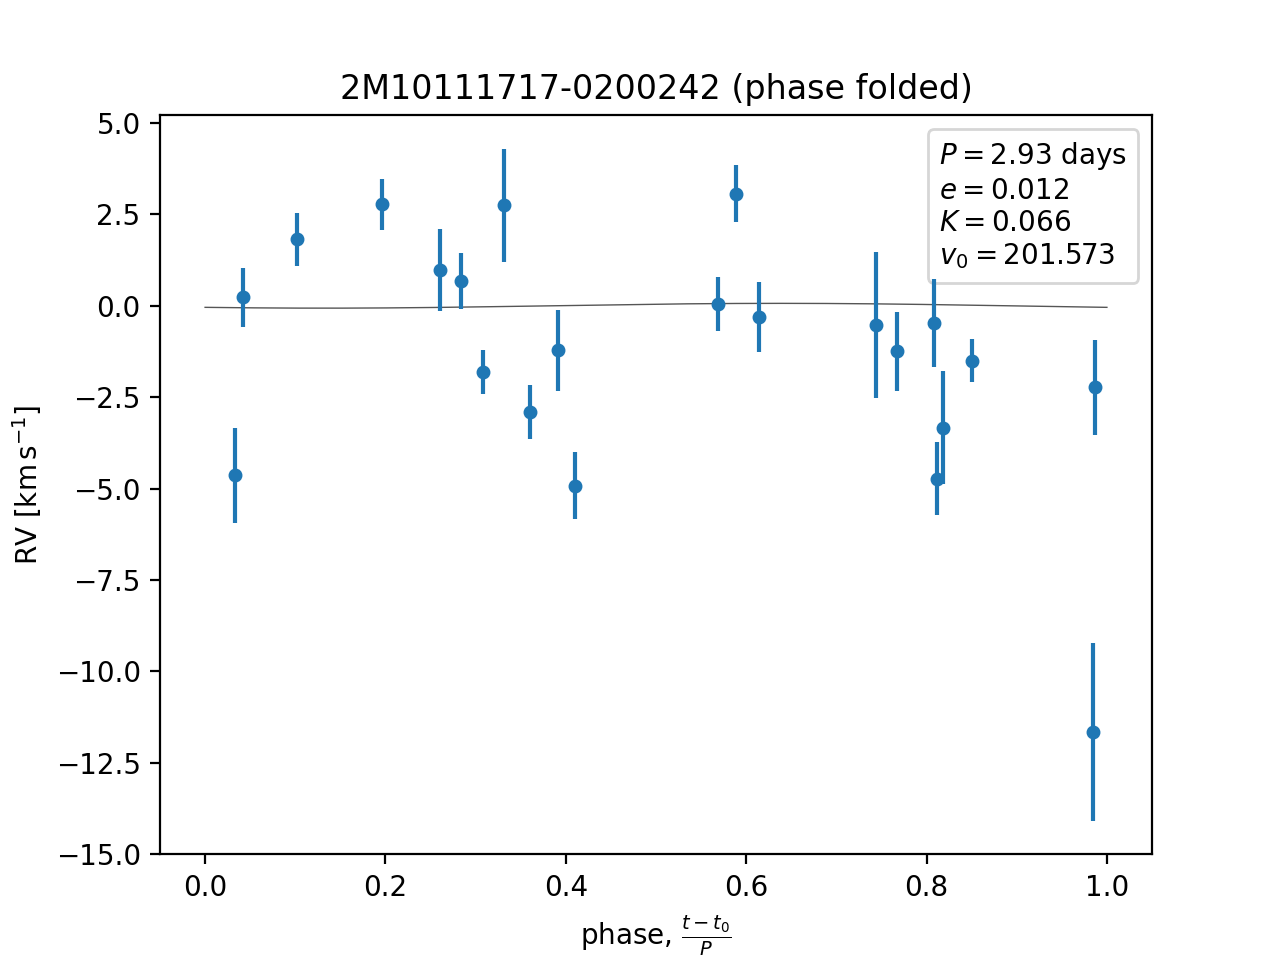 2M10111717-0200242 (phase folded)
P = 2.93 days
e = 0.012
K = 0.066
v₀ = 201.573
5.0
2.5
0.0
−2.5
−5.0
−7.5
−10.0
−12.5
−15.0
RV [km s⁻¹]
0.0 0.2 0.4 0.6 0.8 1.0
phase, (t − t₀)/P